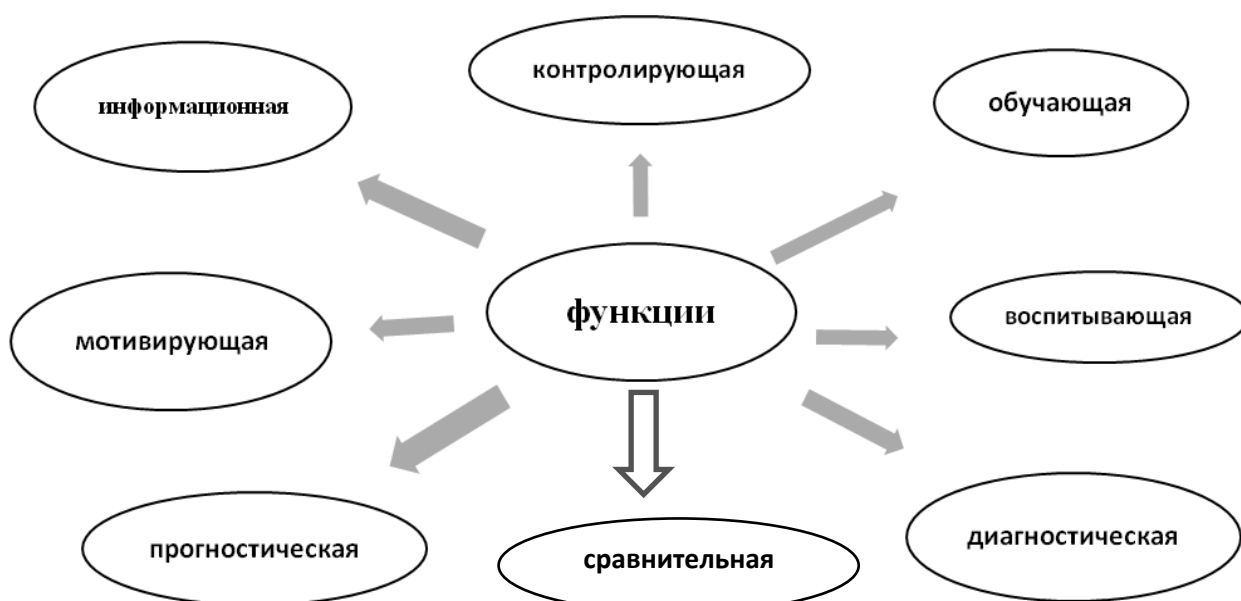 контролирующая
информационная
обучающая
функции
воспитывающая
мотивирующая
диагностическая
прогностическая
сравнительная